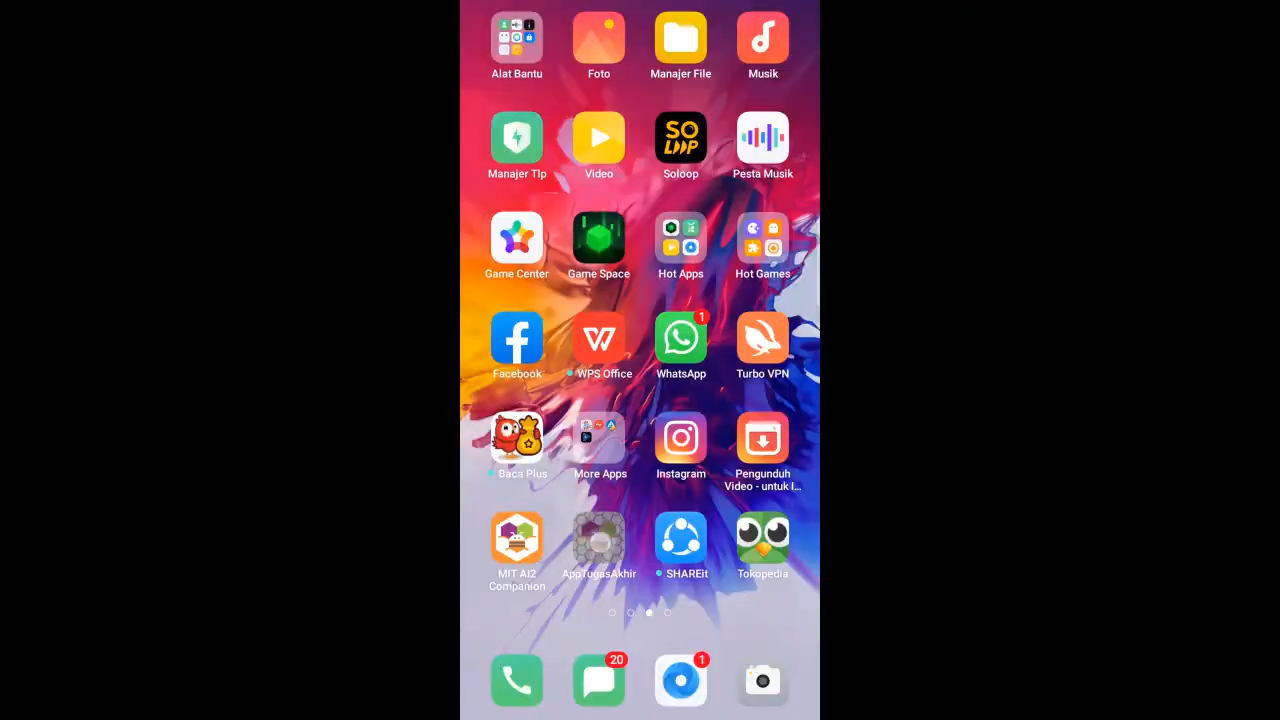 Alat Bantu
Foto
Manajer File
Musik
Manajer Tlp
Video
SO
LOOP
Soloop
Pesta Musik
Game Center
Game Space
Hot Apps
Hot Games
1
Facebook
WPS Office
WhatsApp
Turbo VPN
Baca Plus
More Apps
Instagram
Pengunduh
Video - untuk I...
MIT AI2
Companion
AppTugasAkhir
SHAREit
Tokopedia
20
1